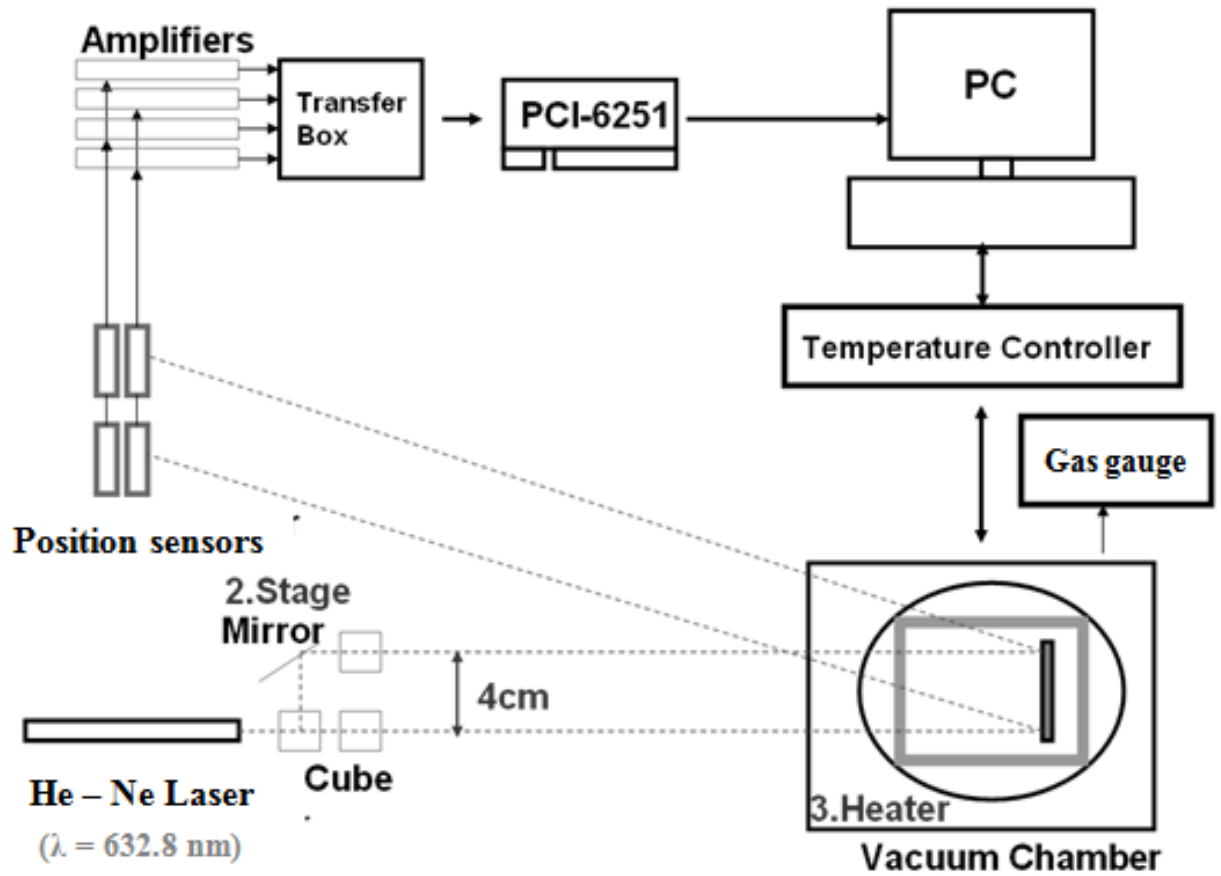 Amplifiers
Transfer
Box
PCI-6251
PC
Temperature Controller
Gas gauge
Position sensors
2.Stage
Mirror
4cm
Cube
He – Ne Laser
(λ = 632.8 nm)
3.Heater
Vacuum Chamber